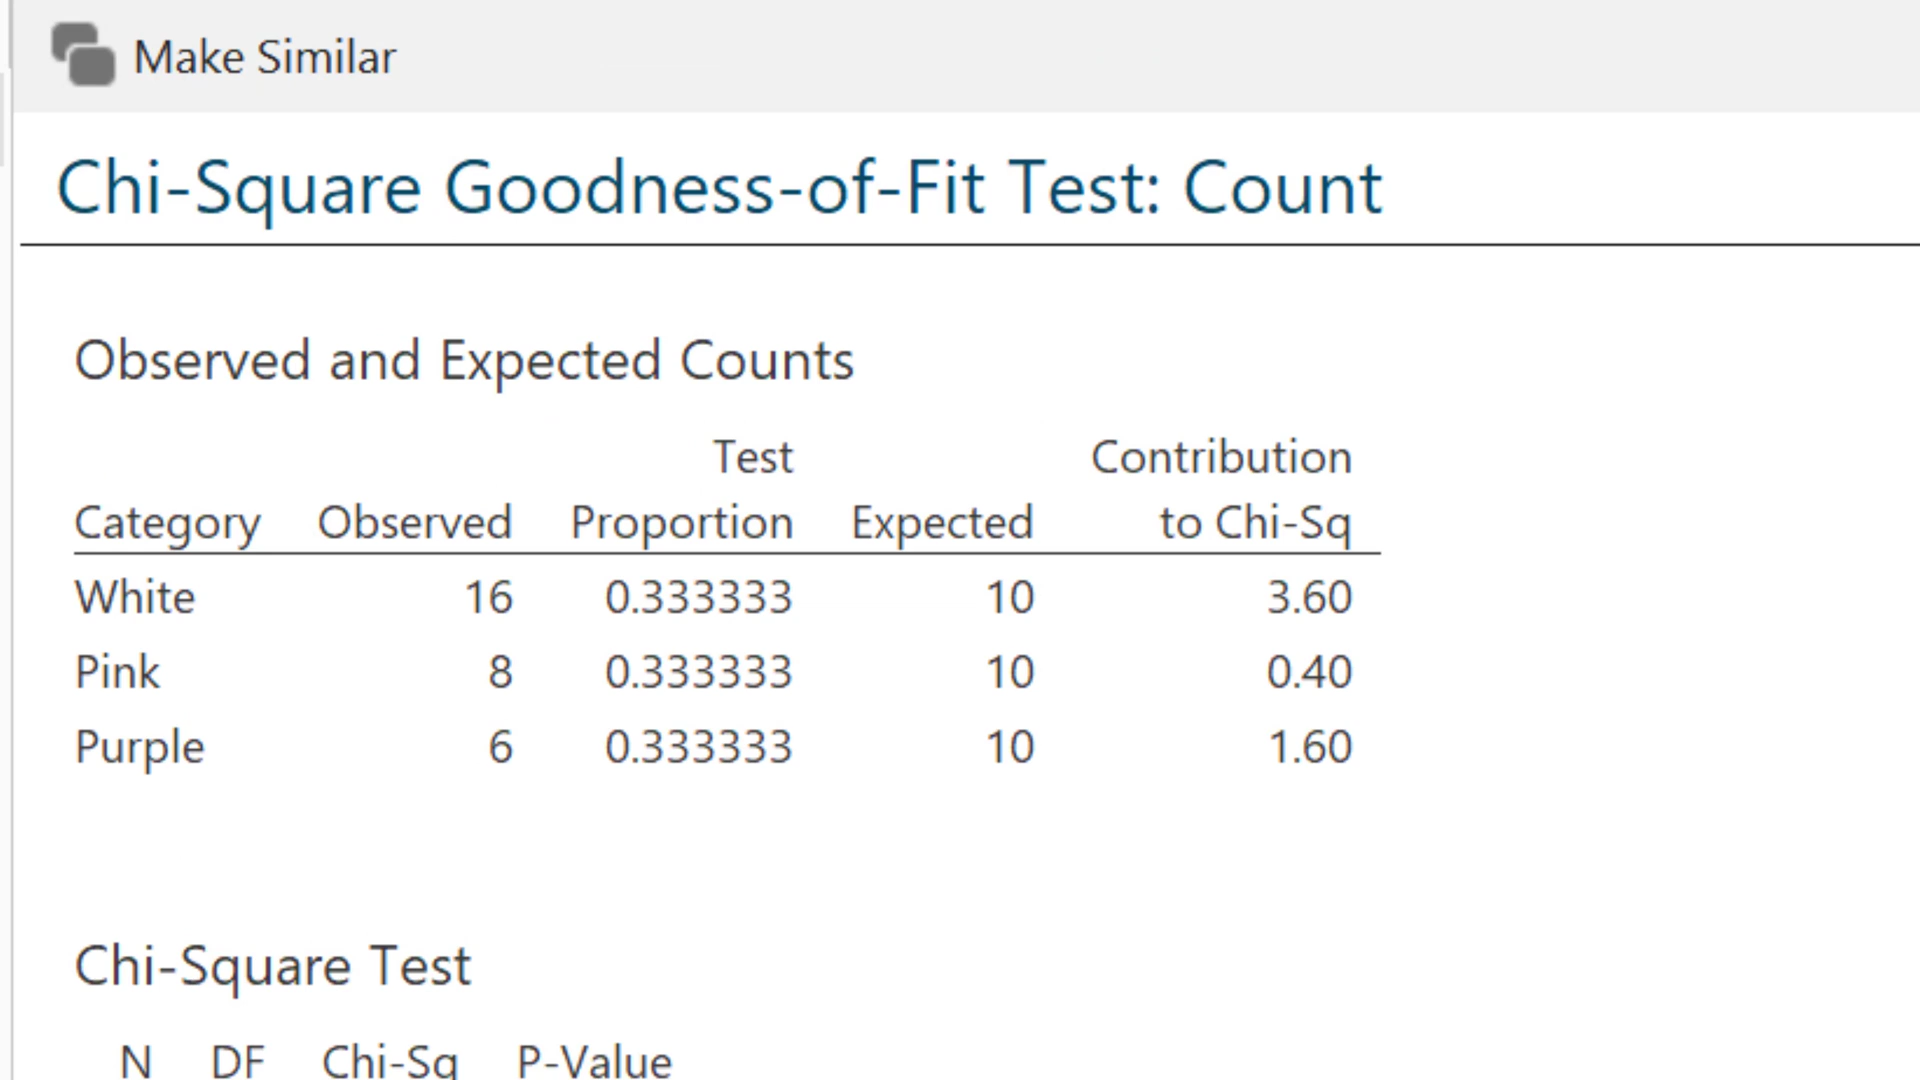 Make Similar
Chi-Square Goodness-of-Fit Test: Count
Observed and Expected Counts
Test Contribution
Category Observed Proportion Expected to Chi-Sq
White 16 0.333333 10 3.60
Pink 8 0.333333 10 0.40
Purple 6 0.333333 10 1.60
Chi-Square Test
N DF Chi-Sq P-Value